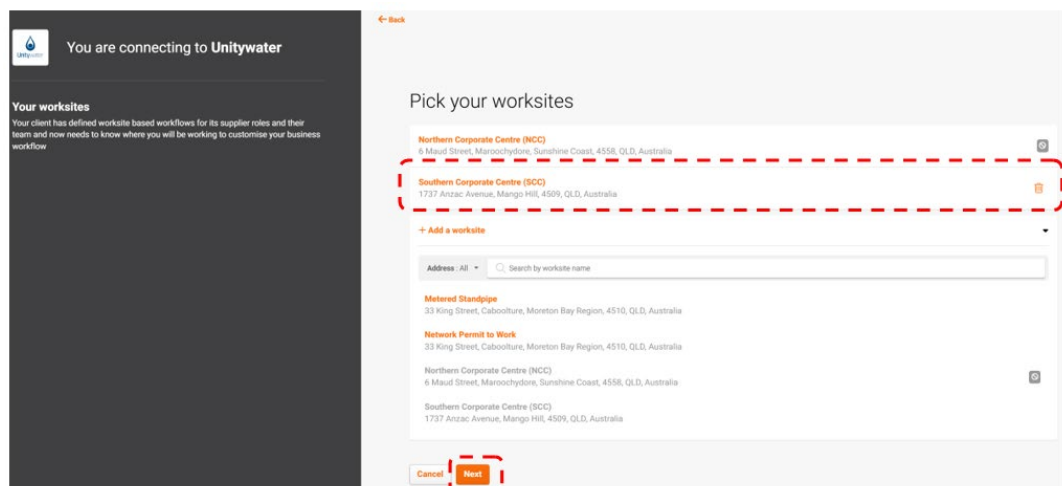 Back
Unitywater
You are connecting to Unitywater
Your worksites
Your client has defined worksite based workflows for its supplier roles and their
team and now needs to know where you will be working to customise your business
workflow
Pick your worksites
Northern Corporate Centre (NCC)
6 Maud Street, Maroochydore, Sunshine Coast, 4558, QLD, Australia
Southern Corporate Centre (SCC)
1737 Anzac Avenue, Mango Hill, 4509, QLD, Australia
+ Add a worksite
Address : All
Search by worksite name
Metered Standpipe
33 King Street, Caboolture, Moreton Bay Region, 4510, QLD, Australia
Network Permit to Work
33 King Street, Caboolture, Moreton Bay Region, 4510, QLD, Australia
Northern Corporate Centre (NCC)
6 Maud Street, Maroochydore, Sunshine Coast, 4558, QLD, Australia
Southern Corporate Centre (SCC)
1737 Anzac Avenue, Mango Hill, 4509, QLD, Australia
Cancel
Next